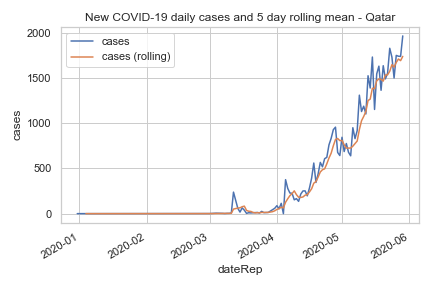 New COVID-19 daily cases and 5 day rolling mean - Qatar
cases
cases (rolling)
2000
1500
1000
500
0
cases
2020-01
2020-02
2020-03
2020-04
2020-05
2020-06
dateRep